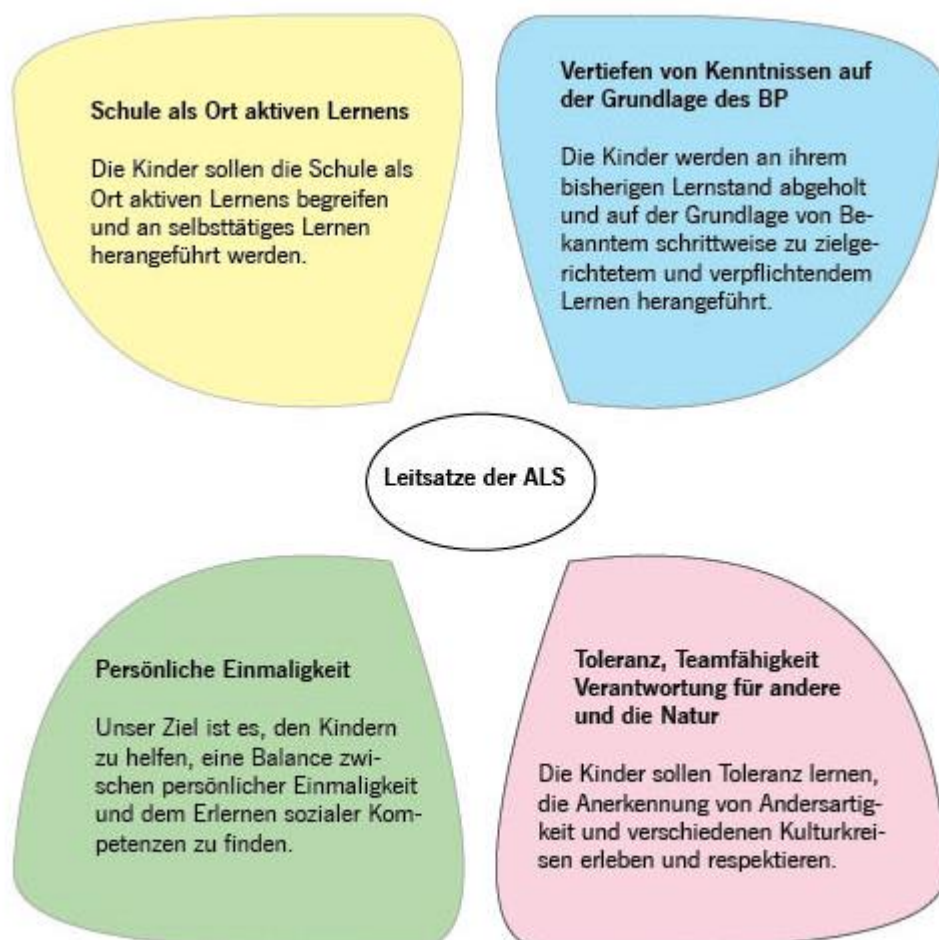 Schule als Ort aktiven Lernens
Die Kinder sollen die Schule als
Ort aktiven Lernens begreifen
und an selbsttätiges Lernen
herangeführt werden.
Vertiefen von Kenntnissen auf
der Grundlage des BP
Die Kinder werden an ihrem
bisherigen Lernstand abgeholt
und auf der Grundlage von Be-
kanntem schrittweise zu zielge-
richtetem und verpflichtendem
Lernen herangeführt.
Leitsatze der ALS
Persönliche Einmaligkeit
Unser Ziel ist es, den Kindern
zu helfen, eine Balance zwi-
schen persönlicher Einmaligkeit
und dem Erlernen sozialer Kom-
petenzen zu finden.
Toleranz, Teamfähigkeit
Verantwortung für andere
und die Natur
Die Kinder sollen Toleranz lernen,
die Anerkennung von Andersartig-
keit und verschiedenen Kulturkrei-
sen erleben und respektieren.